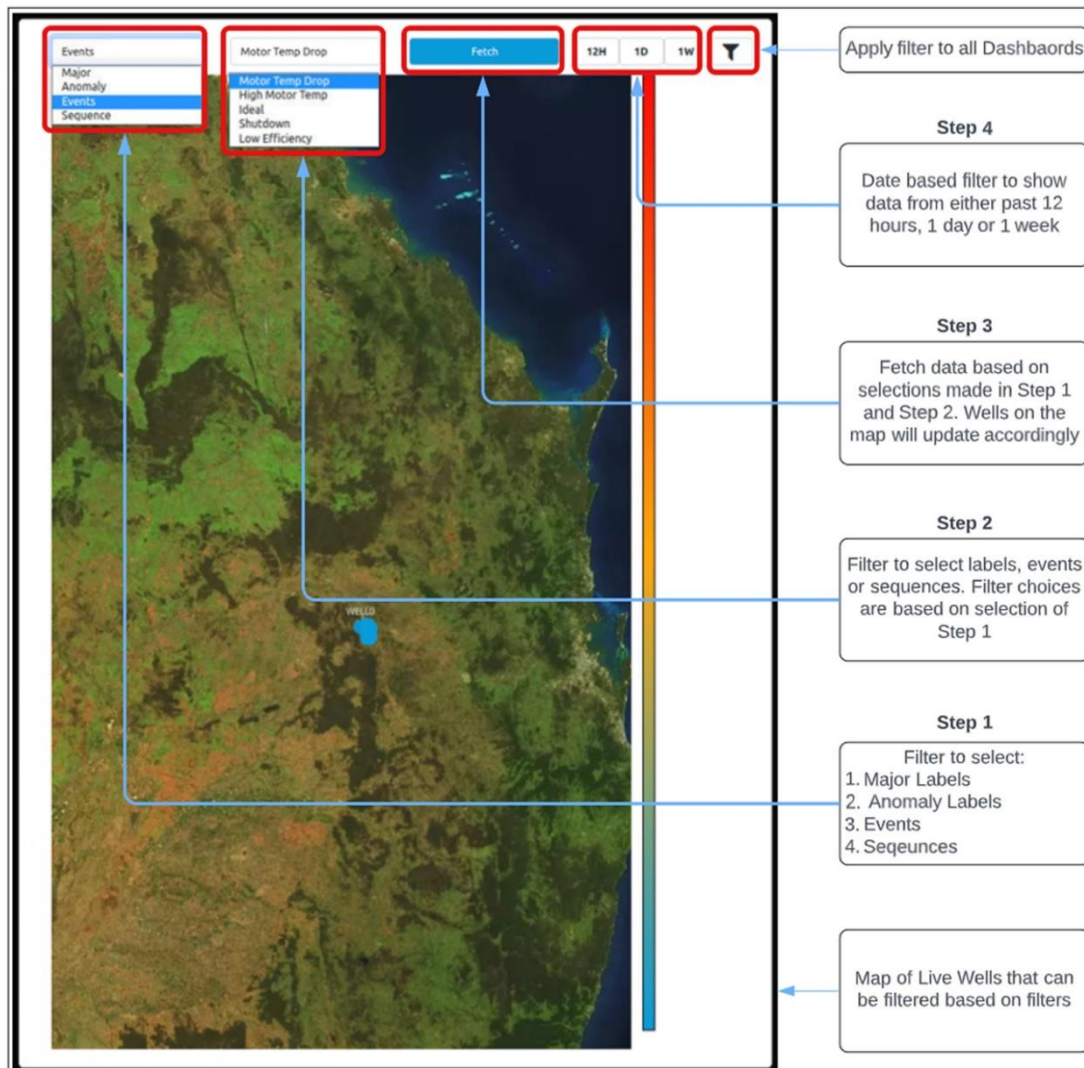 Events
Major
Anomaly
Events
Sequence
Motor Temp Drop
Motor Temp Drop
High Motor Temp
Ideal
Shutdown
Low Efficiency
Fetch
12H
1D
1W
Apply filter to all Dashbaords
Step 4
Date based filter to show
data from either past 12
hours, 1 day or 1 week
Step 3
Fetch data based on
selections made in Step 1
and Step 2. Wells on the
map will update accordingly
Step 2
Filter to select labels, events
or sequences. Filter choices
are based on selection of
Step 1
WELL0
Step 1
Filter to select:
1. Major Labels
2. Anomaly Labels
3. Events
4. Seqeunces
Map of Live Wells that can
be filtered based on filters